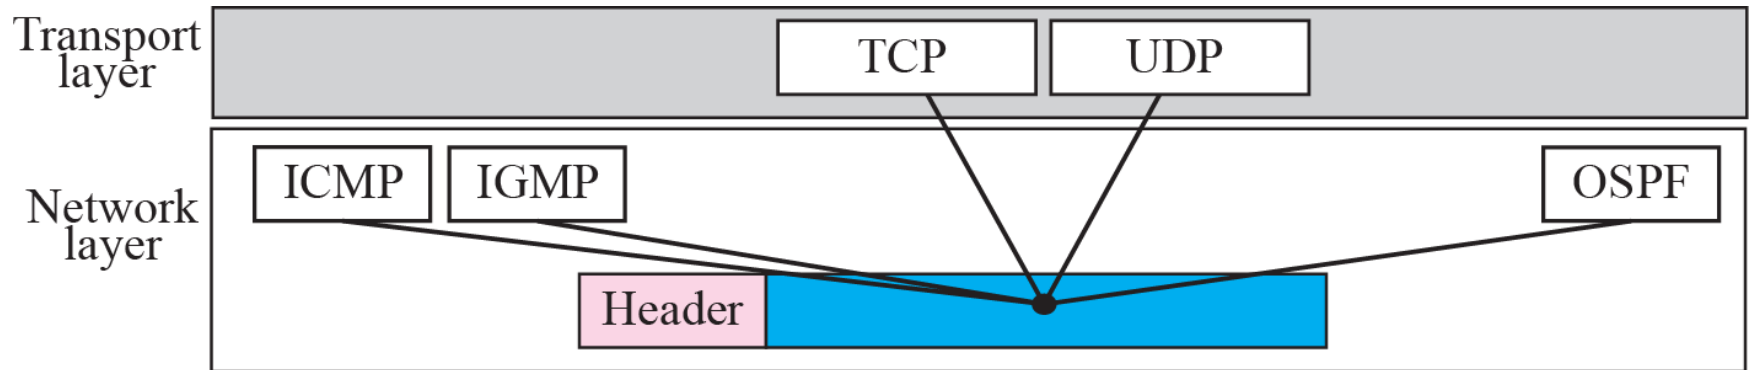 Transport
layer
TCP
UDP
Network
layer
ICMP
IGMP
OSPF
Header